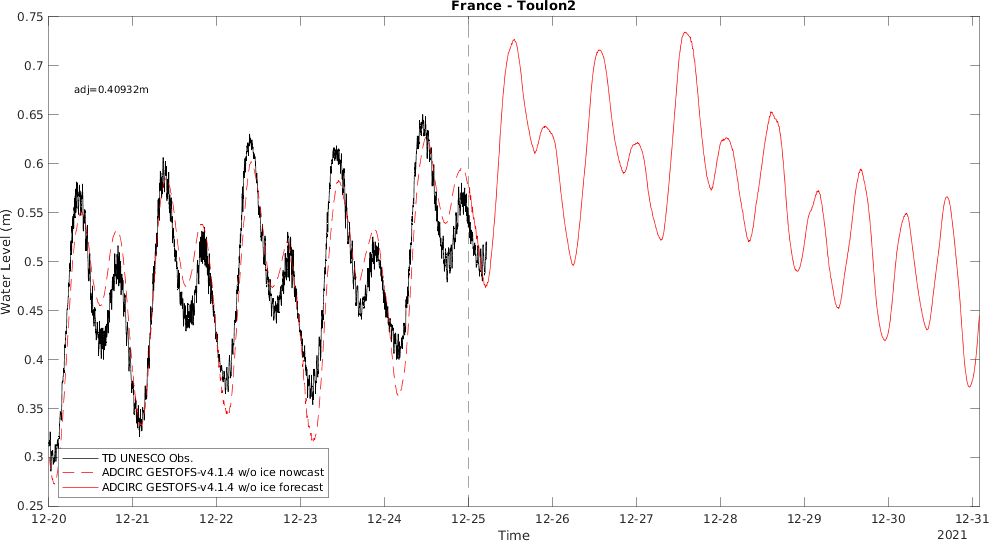 France - Toulon2
0.75
0.7
0.65
0.6
0.55
0.5
0.45
0.4
0.35
0.3
0.25
Water Level (m)
adj=0.40932m
TD UNESCO Obs.
ADCIRC GESTOFS-v4.1.4 w/o ice nowcast
ADCIRC GESTOFS-v4.1.4 w/o ice forecast
12-20 12-21 12-22 12-23 12-24 12-25 12-26 12-27 12-28 12-29 12-30 12-31
Time
2021